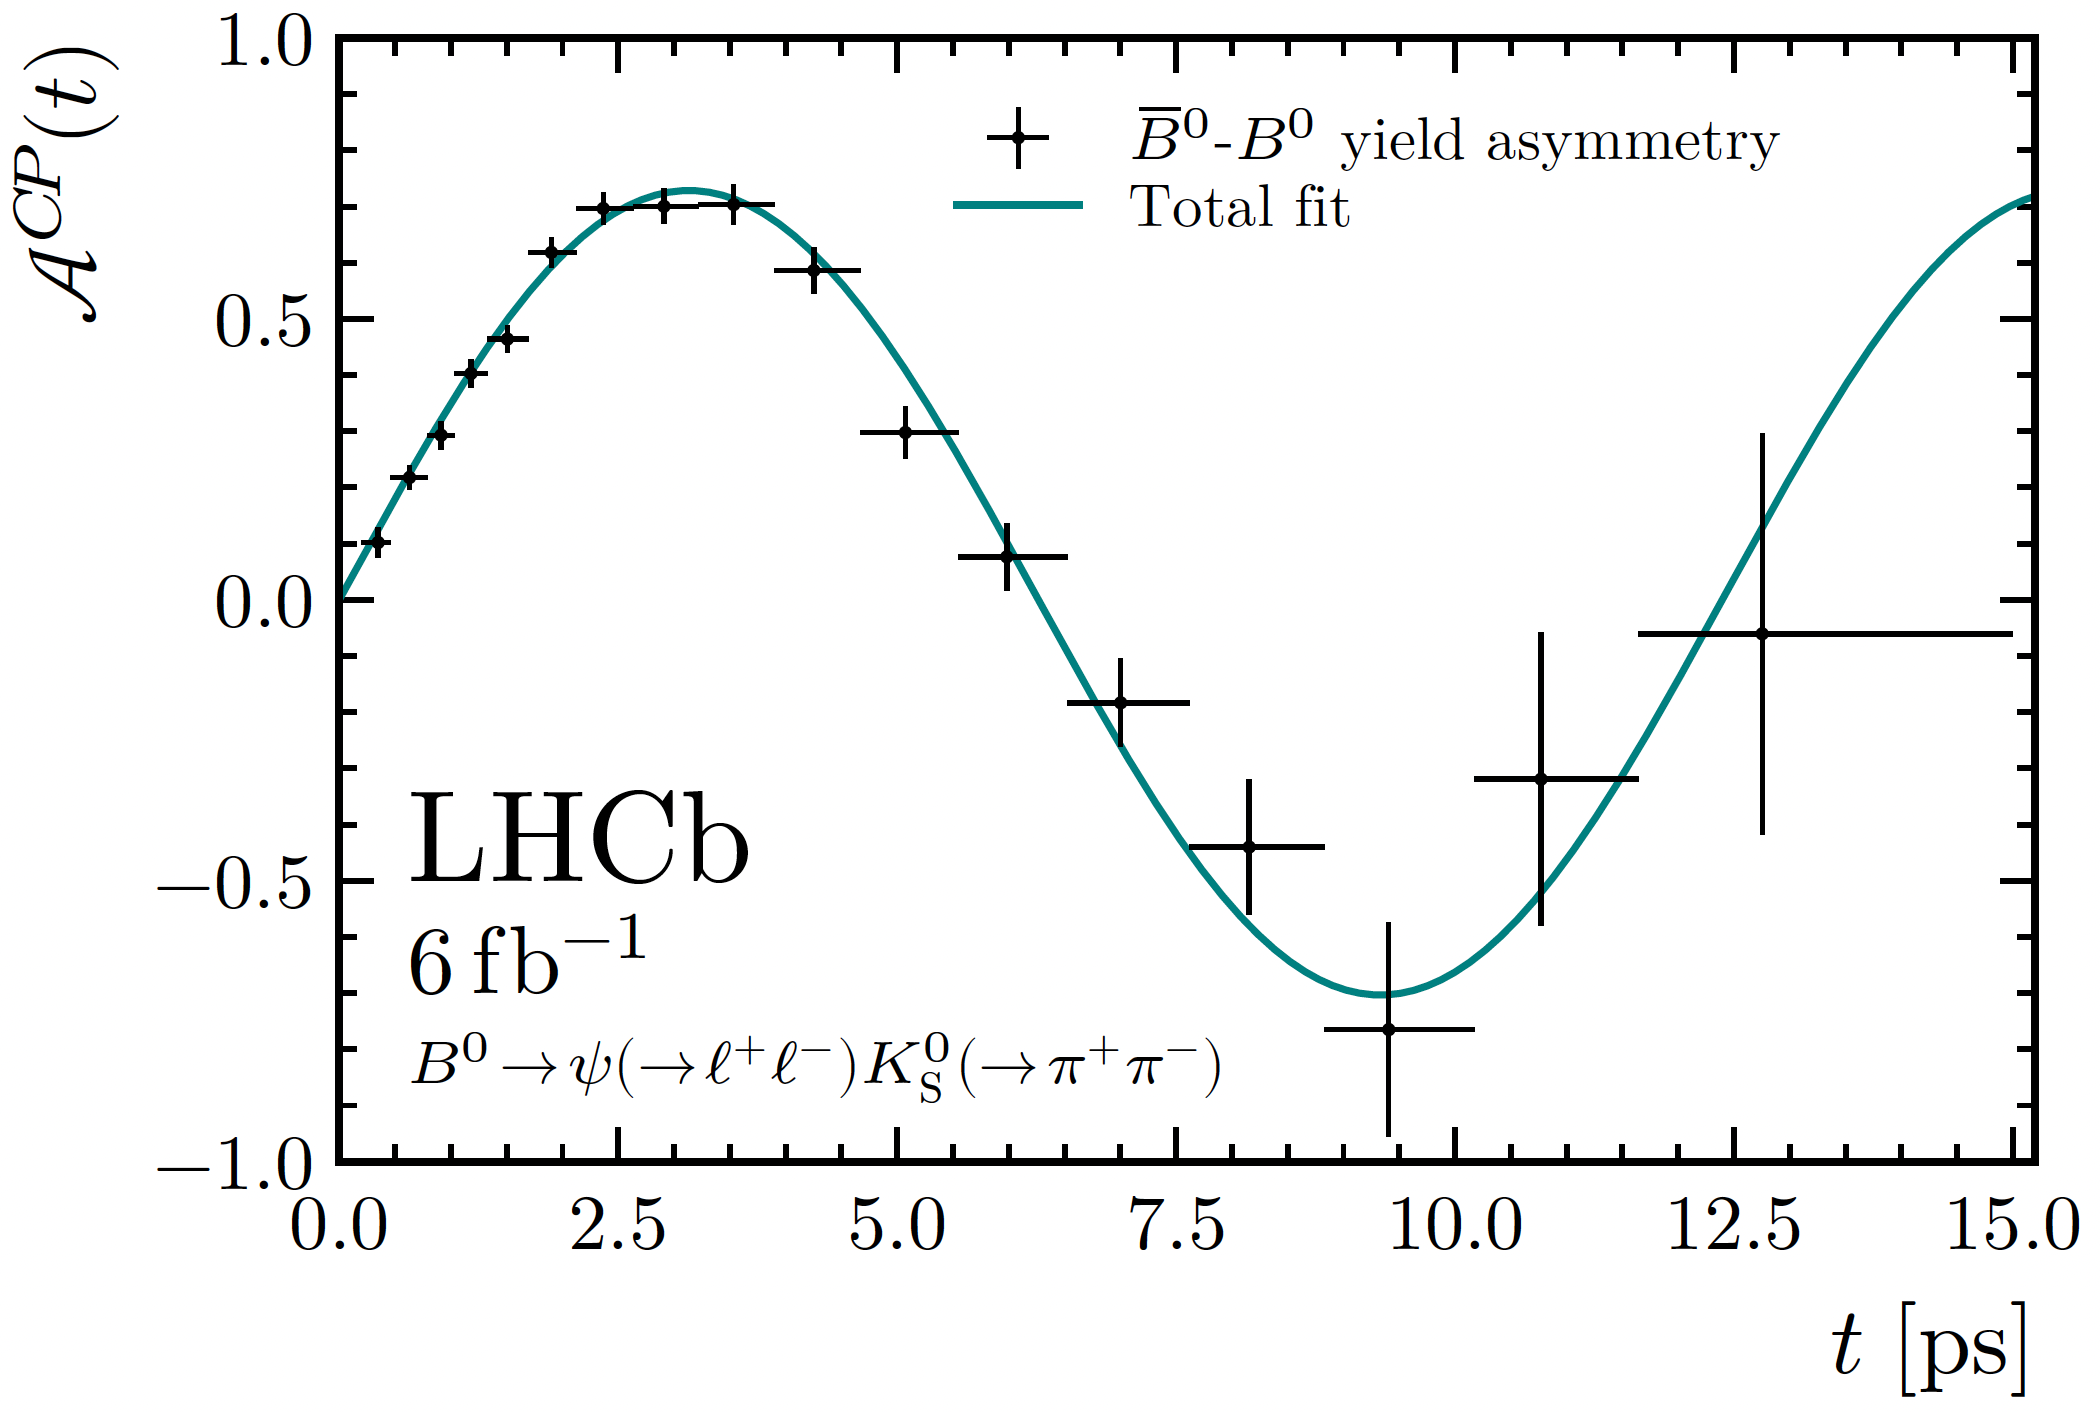 𝒜^CP(t)
1.0
0.5
0.0
−0.5
−1.0
B̅⁰-B⁰ yield asymmetry
Total fit
LHCb
6 fb⁻¹
B⁰→ψ(→ℓ⁺ℓ⁻)K⁰_S(→π⁺π⁻)
0.0 2.5 5.0 7.5 10.0 12.5 15.0
t [ps]